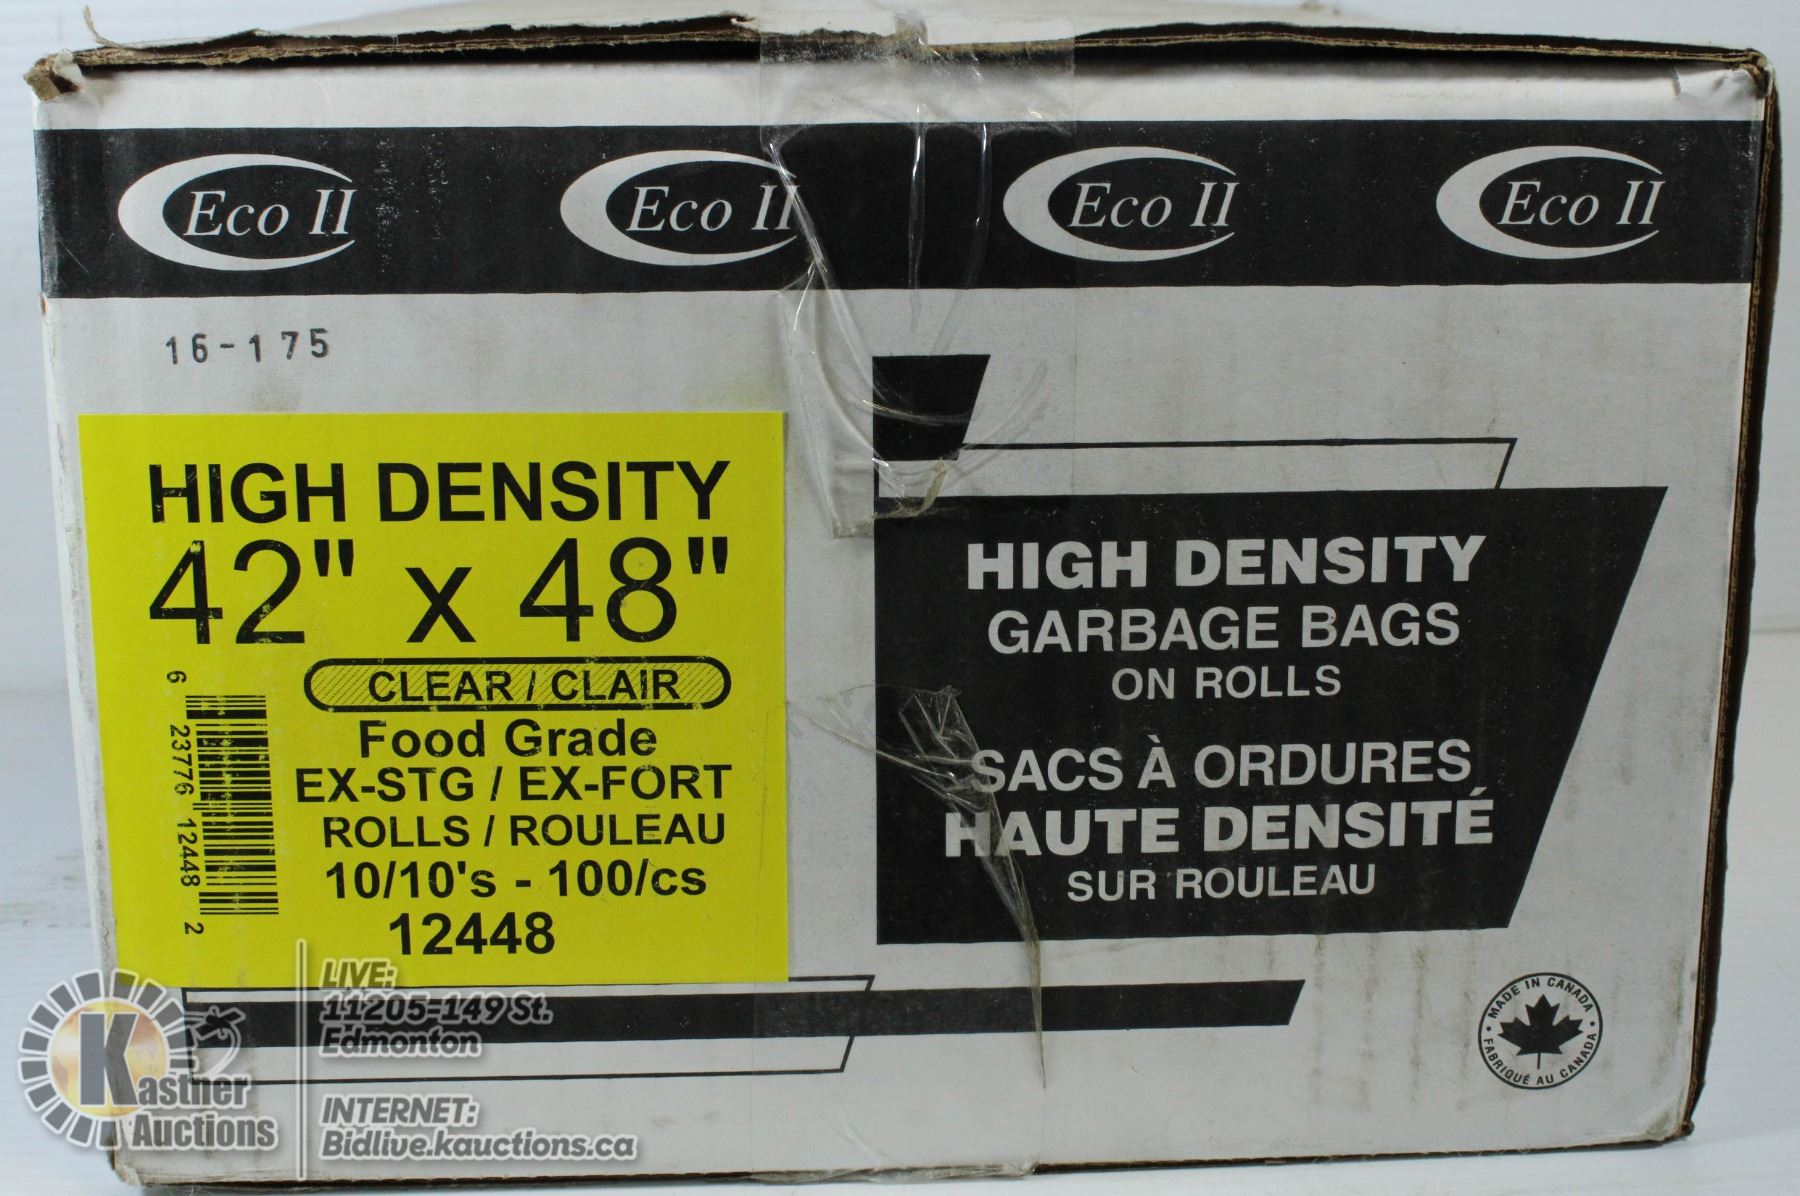 Eco II Eco II Eco II Eco II
16-175
HIGH DENSITY
42" x 48"
CLEAR / CLAIR
Food Grade
EX-STG / EX-FORT
ROLLS / ROULEAU
10/10's - 100/cs
12448
6 23776 12448 2
HIGH DENSITY
GARBAGE BAGS
ON ROLLS
SACS À ORDURES
HAUTE DENSITÉ
SUR ROULEAU
MADE IN CANADA
FABRIQUÉ AU CANADA
Kastner
Auctions
LIVE:
11205-149 St.
Edmonton
INTERNET:
Bidlive.kauctions.ca